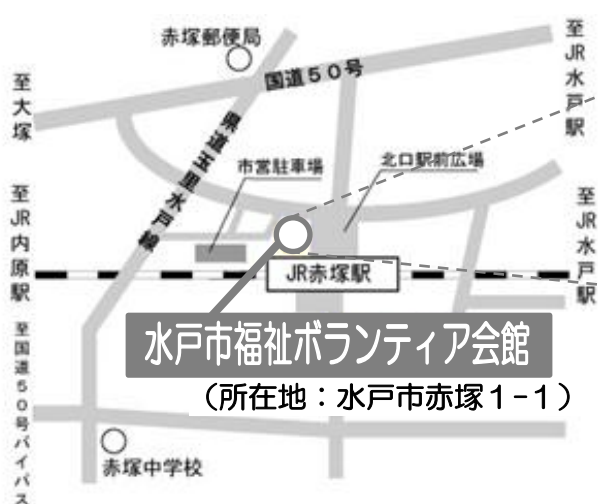 赤塚郵便局
国道50号
至JR水戸駅
至大塚
県道玉里水戸線
市営駐車場
北口駅前広場
至JR内原駅
至JR水戸駅
JR赤塚駅
水戸市福祉ボランティア会館
（所在地：水戸市赤塚1-1）
至国道50号バイパス
赤塚中学校